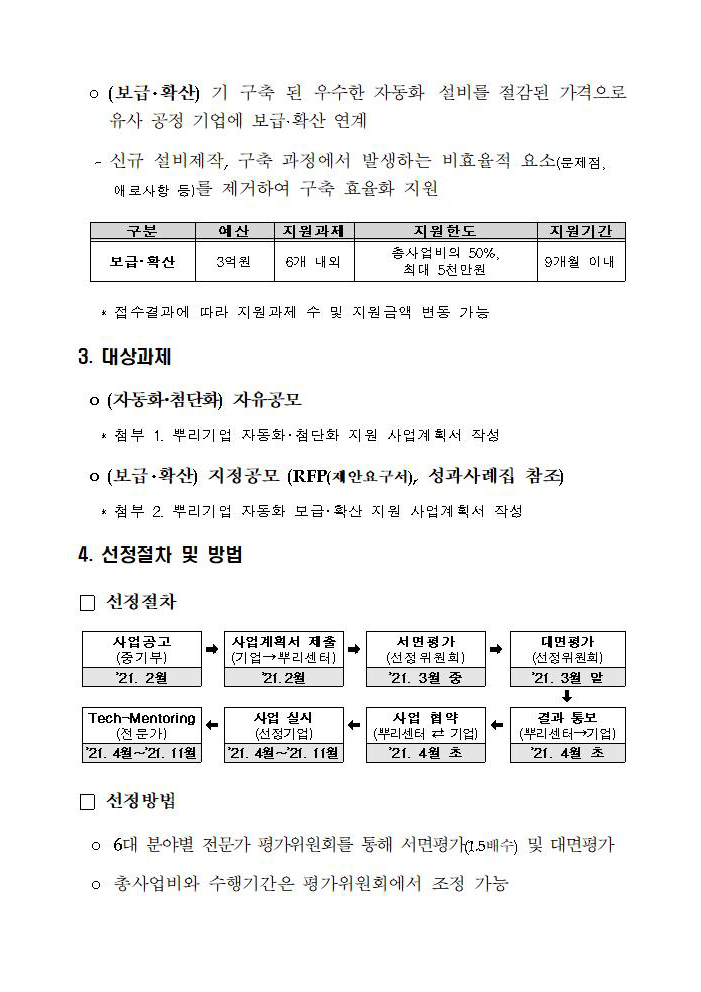 ㅇ (보급·확산) 기 구축 된 우수한 자동화 설비를 절감된 가격으로
유사 공정 기업에 보급·확산 연계
- 신규 설비제작, 구축 과정에서 발생하는 비효율적 요소(문제점,
애로사항 등)를 제거하여 구축 효율화 지원
구분 예산 지원과제 지원한도 지원기간
보급·확산 3억원 6개 내외 총사업비의 50%, 최대 5천만원 9개월 이내
* 접수결과에 따라 지원과제 수 및 지원금액 변동 가능
3. 대상과제
ㅇ (자동화·첨단화) 자유공모
* 첨부 1. 뿌리기업 자동화·첨단화 지원 사업계획서 작성
ㅇ (보급·확산) 지정공모 (RFP(제안요구서), 성과사례집 참조)
* 첨부 2. 뿌리기업 자동화 보급·확산 지원 사업계획서 작성
4. 선정절차 및 방법
□ 선정절차
사업공고 ➡ 사업계획서 제출 ➡ 서면평가 ➡ 대면평가
(중기부) (기업→뿌리센터) (선정위원회) (선정위원회)
'21. 2월 '21.2월 '21. 3월 중 '21. 3월 말
⬇
Tech-Mentoring ⬅ 사업 실시 ⬅ 사업 협약 ⬅ 결과 통보
(전문가) (선정기업) (뿌리센터 ⇄ 기업) (뿌리센터→기업)
'21. 4월~'21. 11월 '21. 4월~'21. 11월 '21. 4월 초 '21. 4월 초
□ 선정방법
ㅇ 6대 분야별 전문가 평가위원회를 통해 서면평가(1.5배수) 및 대면평가
ㅇ 총사업비와 수행기간은 평가위원회에서 조정 가능